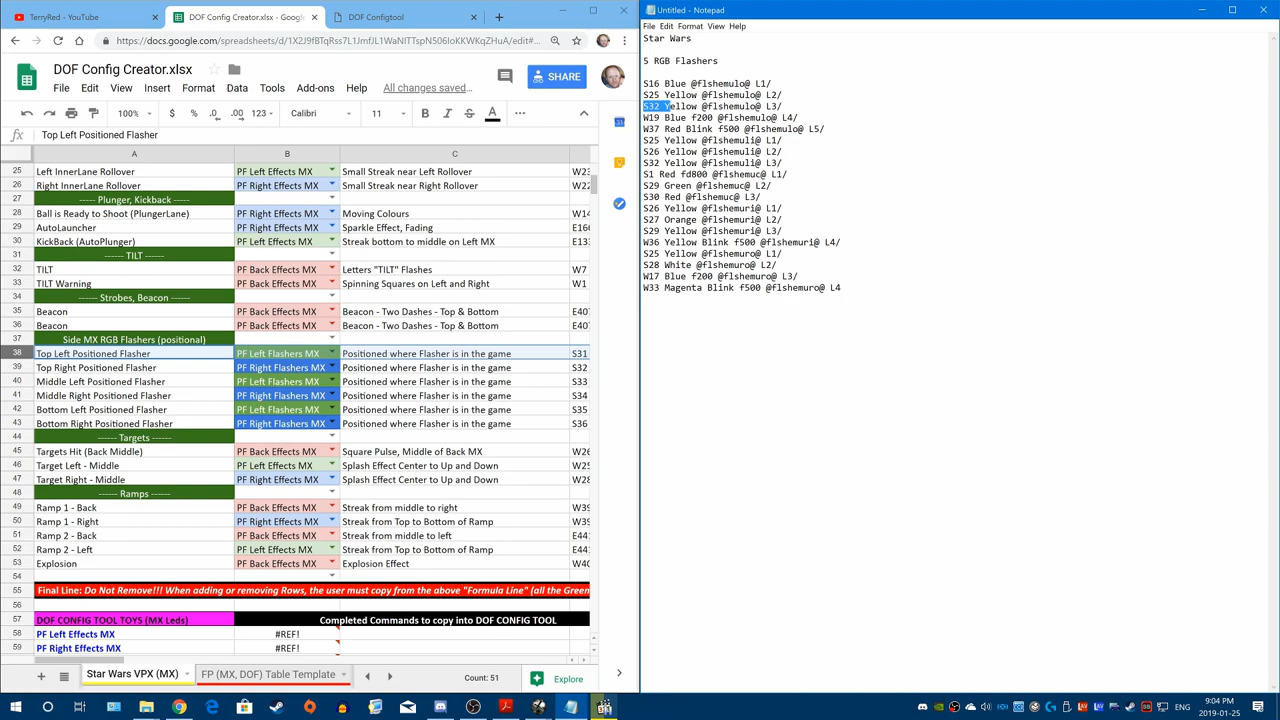 TerryRed
DOF Config Creator.xlsx - Google
DOF Configtool
https://docs.google.com/spreadsheets/d/1X2J9fBTqRss7L1JmfJL1WaNITTspN506IoKKWcHGuHA/edit#
DOF Config Creator.xlsx
File Edit View Insert Format Data Tools Add-ons Help All changes saved...
SHARE
100% $ % .0 .00 123 Calibri 11 B I S A
fx Top Left Positioned Flasher
A B C
25 Left InnerLane Rollover PF Left Effects MX Small Streak near Left Rollover W23
26 Right InnerLane Rollover PF Right Effects MX Small Streak near Right Rollover W22
27 ----- Plunger, Kickback -----
28 Ball is Ready to Shoot (PlungerLane) PF Right Effects MX Moving Colours W14
29 AutoLauncher PF Right Effects MX Sparkle Effect, Fading E160
30 KickBack (AutoPlunger) PF Left Effects MX Streak bottom to middle on Left MX E133
31 ------ TILT ------
32 TILT PF Back Effects MX Letters "TILT" Flashes W7
33 TILT Warning PF Back Effects MX Spinning Squares on Left and Right W1
34 ------ Strobes, Beacon ------
35 Beacon PF Back Effects MX Beacon - Two Dashes - Top & Bottom E407
36 Beacon PF Back Effects MX Beacon - Two Dashes - Top & Bottom E407
37 Side MX RGB Flashers (positional)
38 Top Left Positioned Flasher PF Left Flashers MX Positioned where Flasher is in the game S31
39 Top Right Positioned Flasher PF Right Flashers MX Positioned where Flasher is in the game S32
40 Middle Left Positioned Flasher PF Left Flashers MX Positioned where Flasher is in the game S33
41 Middle Right Positioned Flasher PF Right Flashers MX Positioned where Flasher is in the game S34
42 Bottom Left Positioned Flasher PF Left Flashers MX Positioned where Flasher is in the game S35
43 Bottom Right Positioned Flasher PF Right Flashers MX Positioned where Flasher is in the game S36
44 ------ Targets ------
45 Targets Hit (Back Middle) PF Back Effects MX Square Pulse, Middle of Back MX W26
46 Target Left - Middle PF Left Effects MX Splash Effect Center to Up and Down W25
47 Target Right - Middle PF Right Effects MX Splash Effect Center to Up and Down W28
48 ------ Ramps ------
49 Ramp 1 - Back PF Back Effects MX Streak from middle to right W39
50 Ramp 1 - Right PF Right Effects MX Streak from Top to Bottom of Ramp W39
51 Ramp 2 - Back PF Back Effects MX Streak from middle to left E441
52 Ramp 2 - Left PF Left Effects MX Streak from Top to Bottom of Ramp E441
53 Explosion PF Back Effects MX Explosion Effect W40
54
55 Final Line: Do Not Remove!!! When adding or removing Rows, the user must copy from the above "Formula Line" (all the Green
56
57 DOF CONFIG TOOL TOYS (MX Leds) Completed Commands to copy into DOF CONFIG TOOL
58 PF Left Effects MX #REF!
59 PF Right Effects MX #REF!
Star Wars VPX (MX) FP (MX, DOF) Table Template Count: 51 Explore
Untitled - Notepad
File Edit Format View Help
Star Wars
5 RGB Flashers
S16 Blue @flshemulo@ L1/
S25 Yellow @flshemulo@ L2/
S32 Yellow @flshemulo@ L3/
W19 Blue f200 @flshemulo@ L4/
W37 Red Blink f500 @flshemulo@ L5/
S25 Yellow @flshemuli@ L1/
S26 Yellow @flshemuli@ L2/
S32 Yellow @flshemuli@ L3/
S1 Red fd800 @flshemuc@ L1/
S29 Green @flshemuc@ L2/
S30 Red @flshemuc@ L3/
S26 Yellow @flshemuri@ L1/
S27 Orange @flshemuri@ L2/
S29 Yellow @flshemuri@ L3/
W36 Yellow Blink f500 @flshemuri@ L4/
S25 Yellow @flshemuro@ L1/
S28 White @flshemuro@ L2/
W17 Blue f200 @flshemuro@ L3/
W33 Magenta Blink f500 @flshemuro@ L4
ENG
9:04 PM
2019-01-25